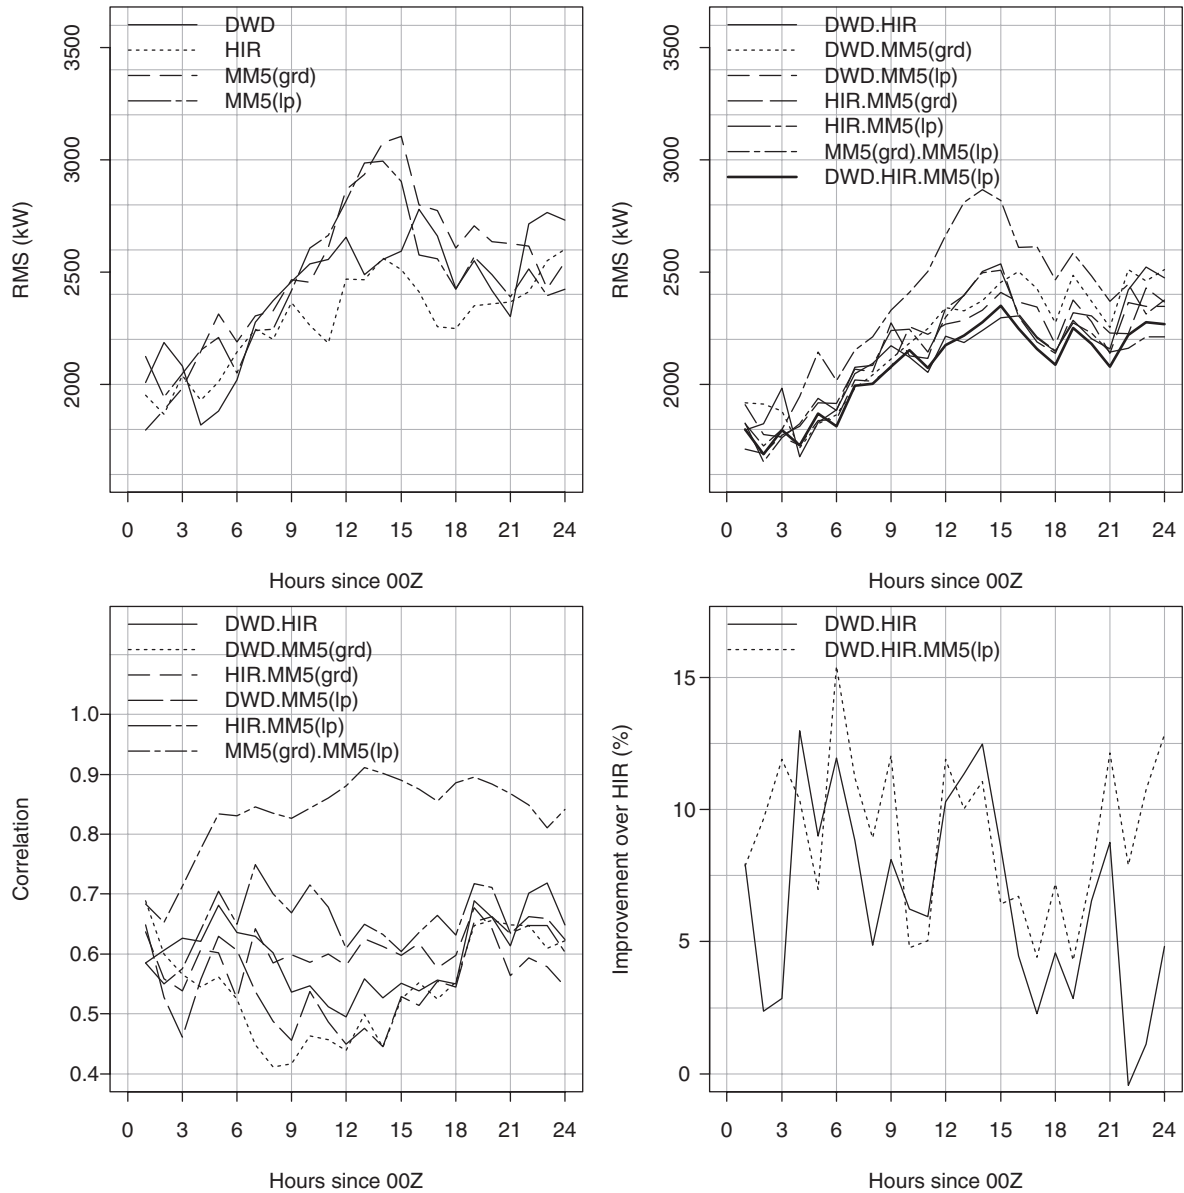 DWD
HIR
MM5(grd)
MM5(lp)
3500
3000
2500
2000
RMS (kW)
0 3 6 9 12 15 18 21 24
Hours since 00Z
DWD.HIR
DWD.MM5(grd)
DWD.MM5(lp)
HIR.MM5(grd)
HIR.MM5(lp)
MM5(grd).MM5(lp)
DWD.HIR.MM5(lp)
3500
3000
2500
2000
RMS (kW)
0 3 6 9 12 15 18 21 24
Hours since 00Z
DWD.HIR
DWD.MM5(grd)
HIR.MM5(grd)
DWD.MM5(lp)
HIR.MM5(lp)
MM5(grd).MM5(lp)
1.0
0.9
0.8
0.7
0.6
0.5
0.4
Correlation
0 3 6 9 12 15 18 21 24
Hours since 00Z
DWD.HIR
DWD.HIR.MM5(lp)
15
10
5
0
Improvement over HIR (%)
0 3 6 9 12 15 18 21 24
Hours since 00Z